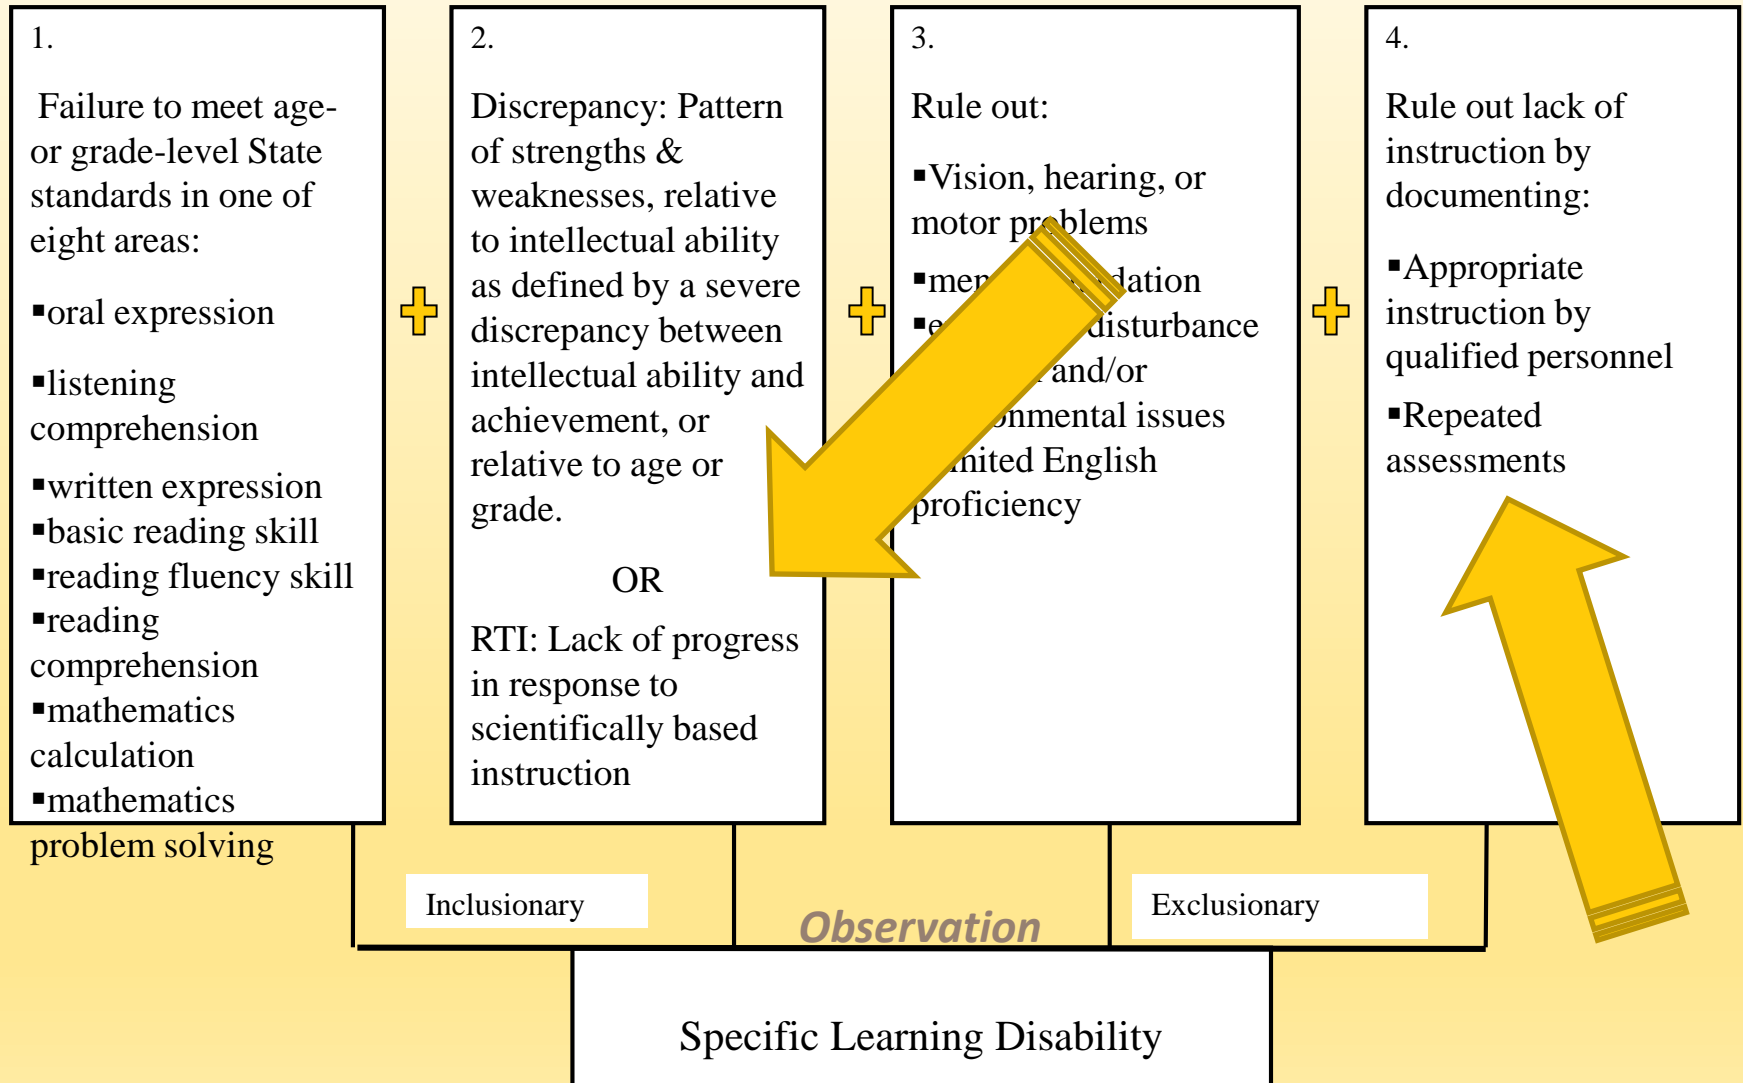 1.
Failure to meet age-
or grade-level State
standards in one of
eight areas:
▪oral expression
▪listening
comprehension
▪written expression
▪basic reading skill
▪reading fluency skill
▪reading
comprehension
▪mathematics
calculation
▪mathematics
problem solving
2.
Discrepancy: Pattern
of strengths &
weaknesses, relative
to intellectual ability
as defined by a severe
discrepancy between
intellectual ability and
achievement, or
relative to age or
grade.
OR
RTI: Lack of progress
in response to
scientifically based
instruction
3.
Rule out:
▪Vision, hearing, or
motor problems
▪
▪ disturbance
and/or
issues
English
proficiency
4.
Rule out lack of
instruction by
documenting:
▪Appropriate
instruction by
qualified personnel
▪Repeated
assessments
Inclusionary
Observation
Exclusionary
Specific Learning Disability